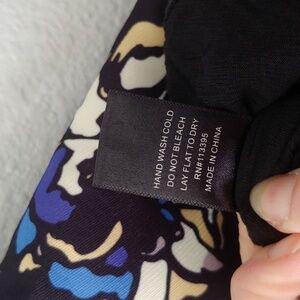 HAND WASH COLD
DO NOT BLEACH
LAY FLAT TO DRY
RN#113395
MADE IN CHINA